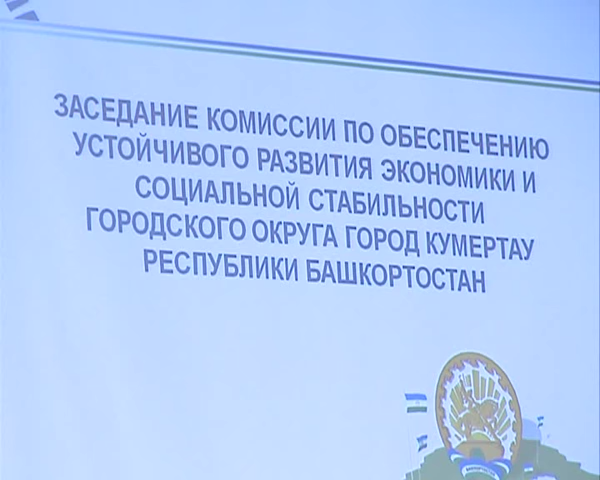 ЗАСЕДАНИЕ КОМИССИИ ПО ОБЕСПЕЧЕНИЮ
УСТОЙЧИВОГО РАЗВИТИЯ ЭКОНОМИКИ И
СОЦИАЛЬНОЙ СТАБИЛЬНОСТИ
ГОРОДСКОГО ОКРУГА ГОРОД КУМЕРТАУ
РЕСПУБЛИКИ БАШКОРТОСТАН